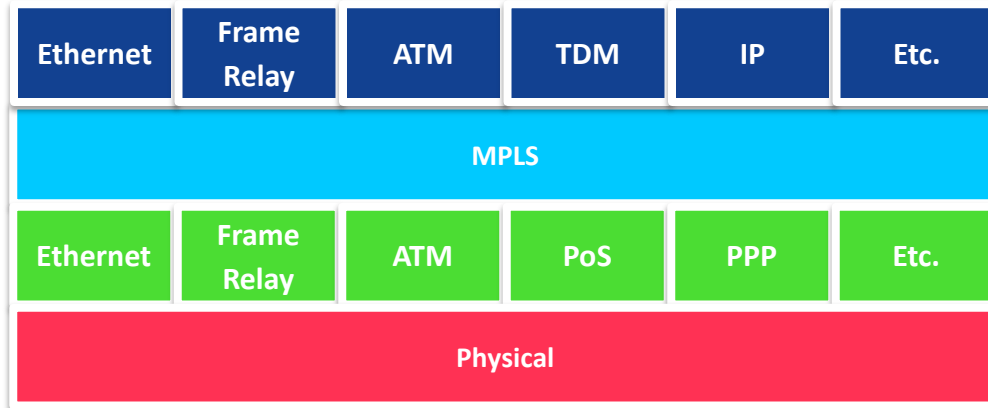 Ethernet
Frame
Relay
ATM
TDM
IP
Etc.
MPLS
Ethernet
Frame
Relay
ATM
PoS
PPP
Etc.
Physical